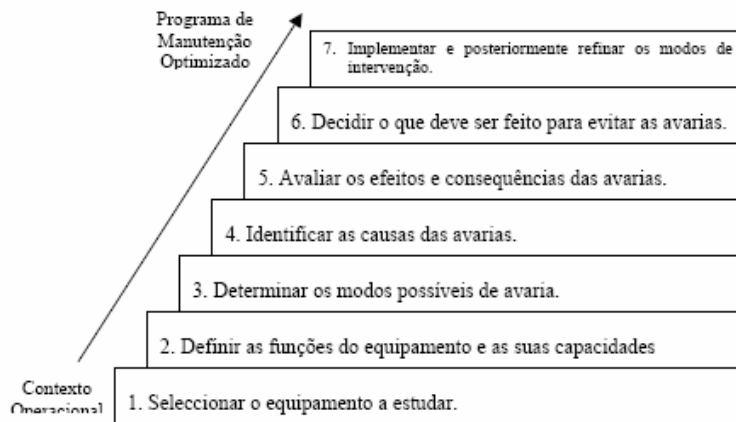 Programa de
Manutenção
Optimizado
7. Implementar e posteriormente refinar os modos de
intervenção.
6. Decidir o que deve ser feito para evitar as avarias.
5. Avaliar os efeitos e consequências das avarias.
4. Identificar as causas das avarias.
3. Determinar os modos possíveis de avaria.
2. Definir as funções do equipamento e as suas capacidades
Contexto
Operacional
1. Seleccionar o equipamento a estudar.